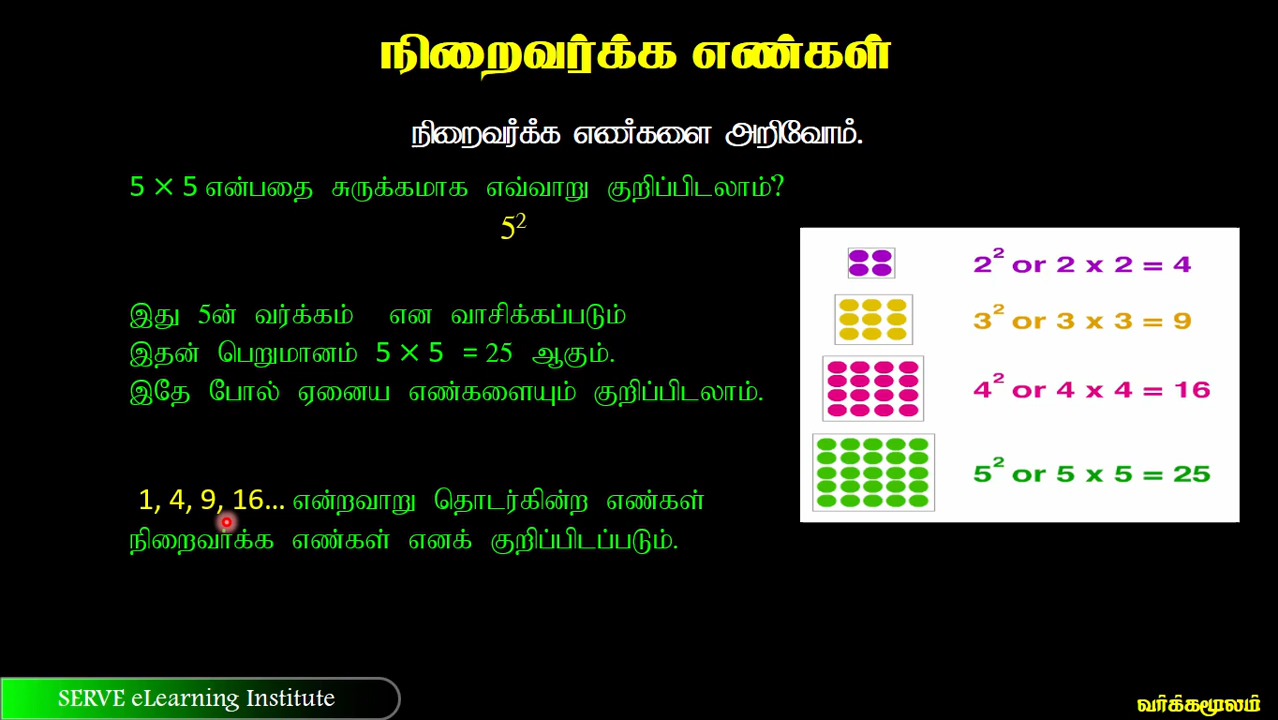 நிறைவர்க்க எண்கள்
நிறைவர்க்க எண்களை அறிவோம்.
5 × 5 என்பதை சுருக்கமாக எவ்வாறு குறிப்பிடலாம்?
5²
இது 5ன் வர்க்கம் என வாசிக்கப்படும்
இதன் பெறுமானம் 5 × 5 = 25 ஆகும்.
இதே போல் ஏனைய எண்களையும் குறிப்பிடலாம்.
2² or 2 x 2 = 4
3² or 3 x 3 = 9
4² or 4 x 4 = 16
5² or 5 x 5 = 25
1, 4, 9, 16... என்றவாறு தொடர்கின்ற எண்கள்
நிறைவர்க்க எண்கள் எனக் குறிப்பிடப்படும்.
SERVE eLearning Institute
வர்க்கமூலம்